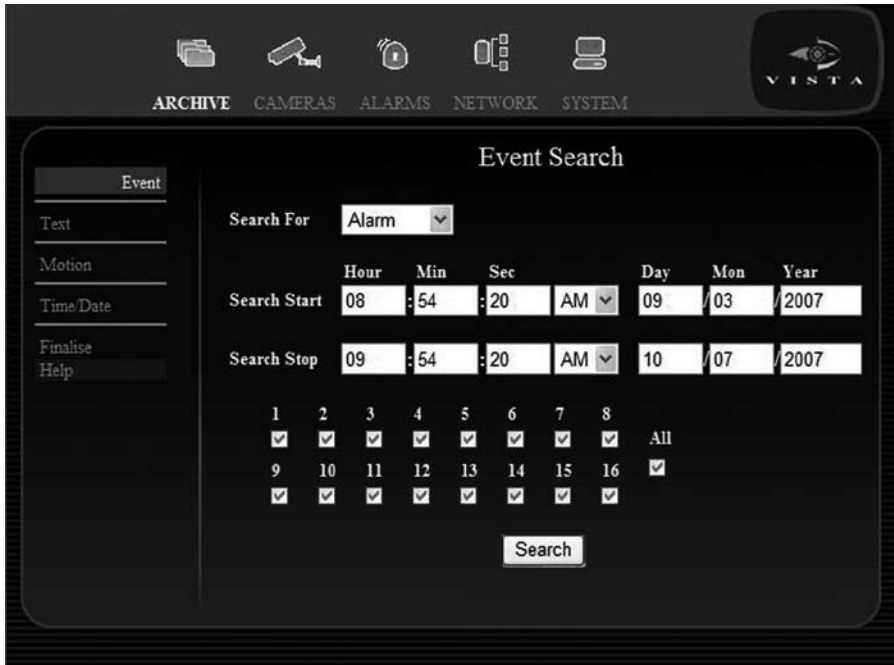 VISTA
ARCHIVE CAMERAS ALARMS NETWORK SYSTEM
Event Search
Event
Text
Motion
Time/Date
Finalise
Help
Search For Alarm
Hour Min Sec Day Mon Year
Search Start 08 : 54 : 20 AM 09 / 03 / 2007
Search Stop 09 : 54 : 20 AM 10 / 07 / 2007
1 2 3 4 5 6 7 8
All
9 10 11 12 13 14 15 16
Search